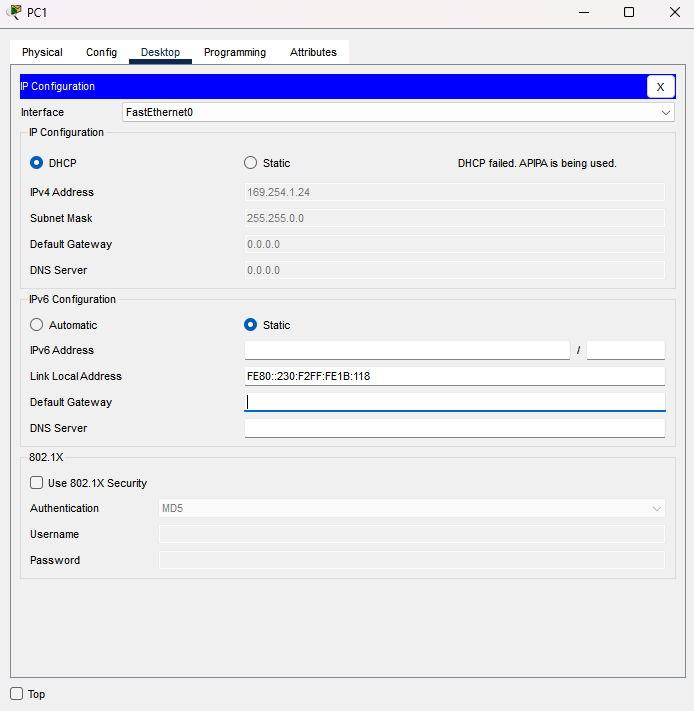 PC1
Physical Config Desktop Programming Attributes
IP Configuration X
Interface FastEthernet0
IP Configuration
DHCP Static DHCP failed. APIPA is being used.
IPv4 Address 169.254.1.24
Subnet Mask 255.255.0.0
Default Gateway 0.0.0.0
DNS Server 0.0.0.0
IPv6 Configuration
Automatic Static
IPv6 Address /
Link Local Address FE80::230:F2FF:FE1B:118
Default Gateway
DNS Server
802.1X
Use 802.1X Security
Authentication MD5
Username
Password
Top